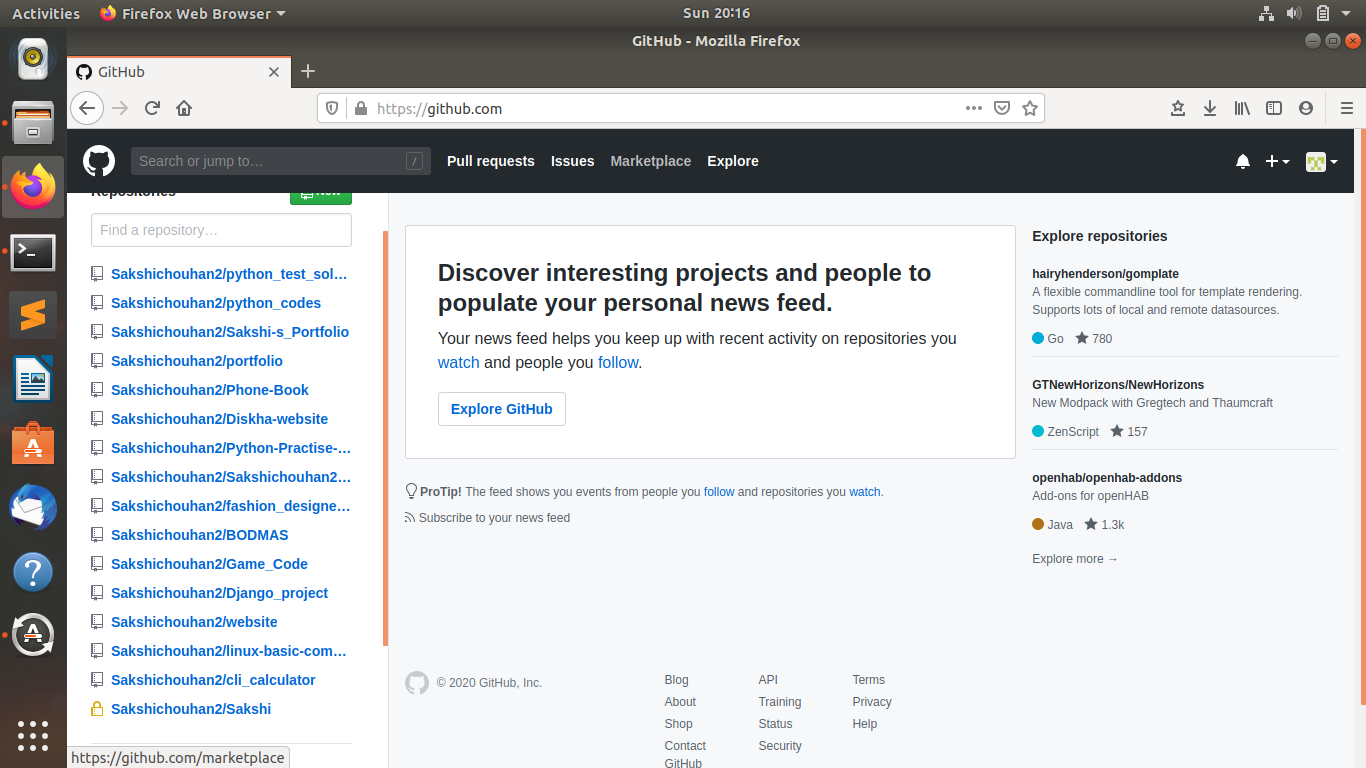 Activities
Firefox Web Browser
Sun 20:16
GitHub - Mozilla Firefox
GitHub
https://github.com
Search or jump to…
/
Pull requests
Issues
Marketplace
Explore
Repositories
New
Find a repository…
Sakshichouhan2/python_test_sol…
Sakshichouhan2/python_codes
Sakshichouhan2/Sakshi-s_Portfolio
Sakshichouhan2/portfolio
Sakshichouhan2/Phone-Book
Sakshichouhan2/Diskha-website
Sakshichouhan2/Python-Practise-…
Sakshichouhan2/Sakshichouhan2…
Sakshichouhan2/fashion_designe…
Sakshichouhan2/BODMAS
Sakshichouhan2/Game_Code
Sakshichouhan2/Django_project
Sakshichouhan2/website
Sakshichouhan2/linux-basic-com…
Sakshichouhan2/cli_calculator
Sakshichouhan2/Sakshi
Discover interesting projects and people to
populate your personal news feed.
Your news feed helps you keep up with recent activity on repositories you
watch and people you follow.
Explore GitHub
ProTip! The feed shows you events from people you follow and repositories you watch.
Subscribe to your news feed
Explore repositories
hairyhenderson/gomplate
A flexible commandline tool for template rendering.
Supports lots of local and remote datasources.
Go 780
GTNewHorizons/NewHorizons
New Modpack with Gregtech and Thaumcraft
ZenScript 157
openhab/openhab-addons
Add-ons for openHAB
Java 1.3k
Explore more →
© 2020 GitHub, Inc.
Blog
About
Shop
Contact
GitHub
API
Training
Status
Security
Terms
Privacy
Help
https://github.com/marketplace